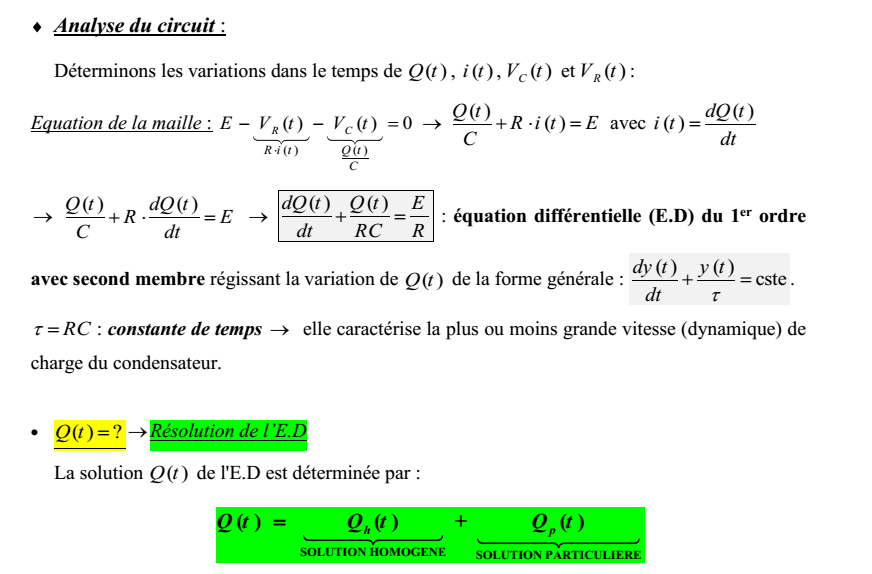 ♦ Analyse du circuit :
Déterminons les variations dans le temps de Q(t), i(t), V_C(t) et V_R(t) :
Equation de la maille : E − V_R(t) − V_C(t) = 0 → Q(t)/C + R·i(t) = E avec i(t) = dQ(t)/dt
R·i(t) Q(t)/C
→ Q(t)/C + R·dQ(t)/dt = E → dQ(t)/dt + Q(t)/RC = E/R : équation différentielle (E.D) du 1er ordre
avec second membre régissant la variation de Q(t) de la forme générale : dy(t)/dt + y(t)/τ = cste.
τ = RC : constante de temps → elle caractérise la plus ou moins grande vitesse (dynamique) de
charge du condensateur.
• Q(t) = ? → Résolution de l'E.D
La solution Q(t) de l'E.D est déterminée par :
Q(t) = Q_h(t) + Q_p(t)
SOLUTION HOMOGENE SOLUTION PARTICULIERE